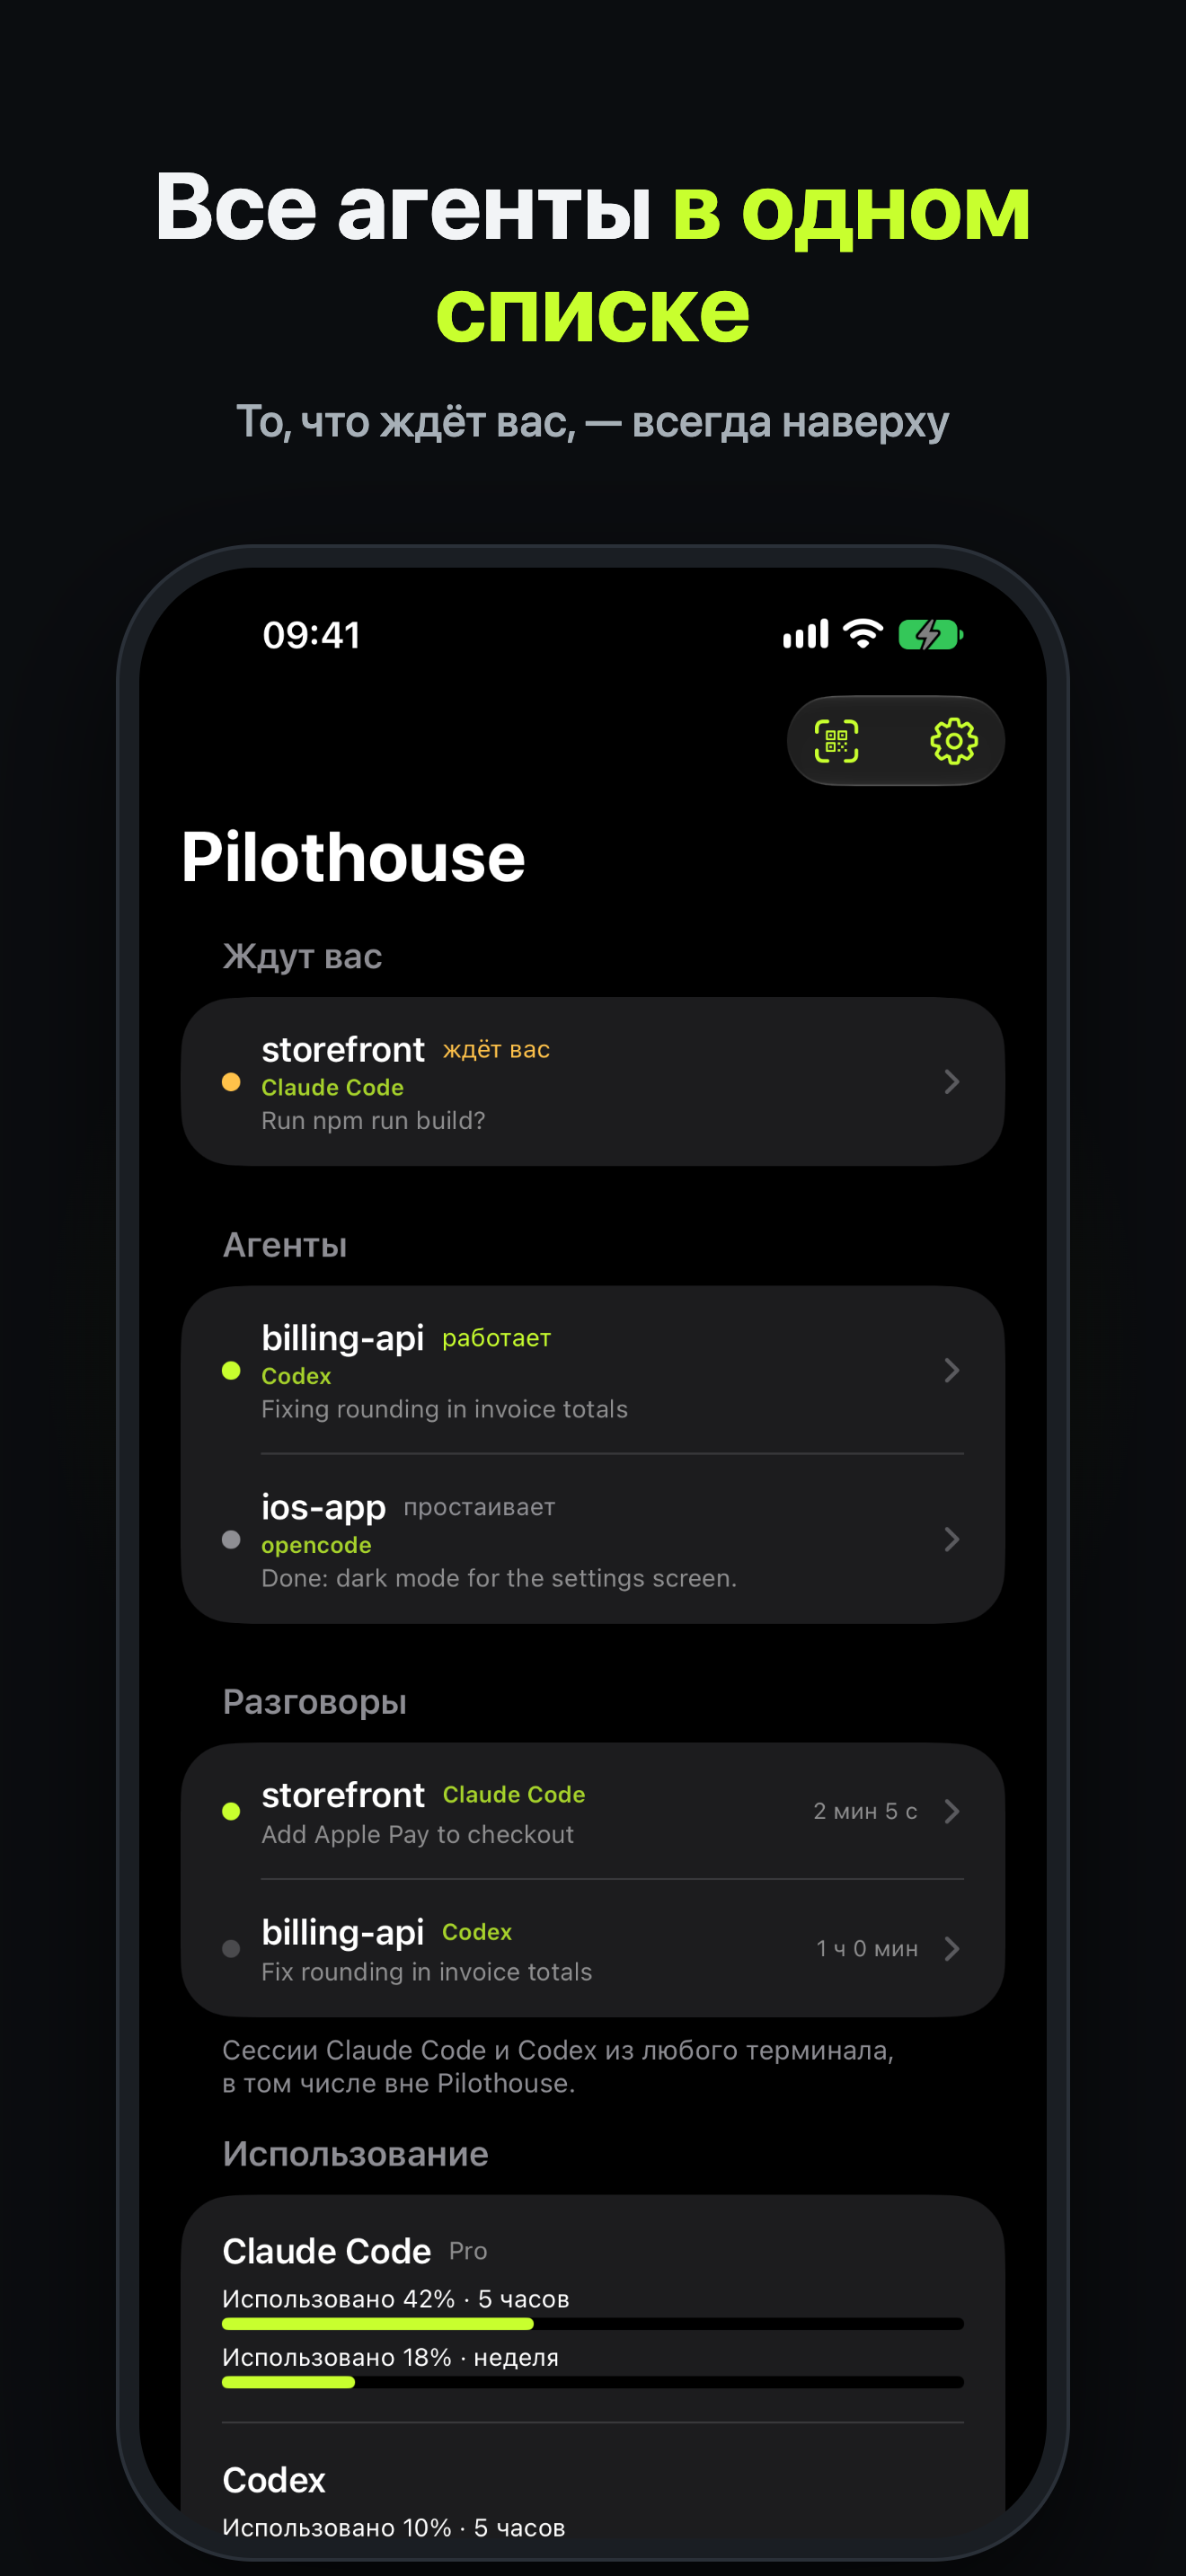 Все агенты в одном
списке
То, что ждёт вас, — всегда наверху
09:41
Pilothouse
Ждут вас
storefront ждёт вас
Claude Code
Run npm run build?
Агенты
billing-api работает
Codex
Fixing rounding in invoice totals
ios-app простаивает
opencode
Done: dark mode for the settings screen.
Разговоры
storefront Claude Code
2 мин 5 с
Add Apple Pay to checkout
billing-api Codex
1 ч 0 мин
Fix rounding in invoice totals
Сессии Claude Code и Codex из любого терминала,
в том числе вне Pilothouse.
Использование
Claude Code Pro
Использовано 42% · 5 часов
Использовано 18% · неделя
Codex
Использовано 10% · 5 часов